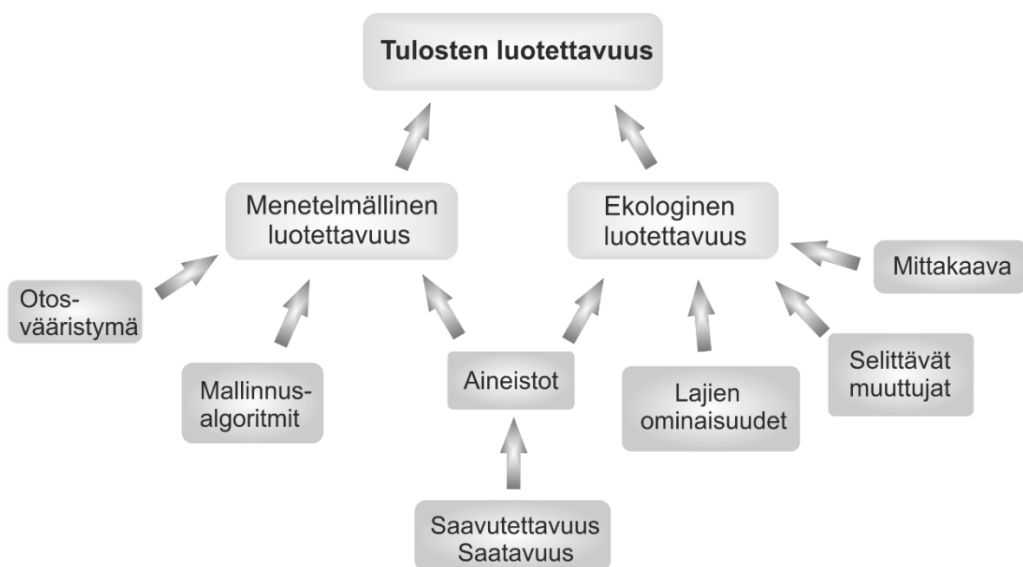 Tulosten luotettavuus
Menetelmällinen
luotettavuus
Ekologinen
luotettavuus
Mittakaava
Otos-
vääristymä
Mallinnus-
algoritmit
Aineistot
Lajien
ominaisuudet
Selittävät
muuttujat
Saavutettavuus
Saatavuus